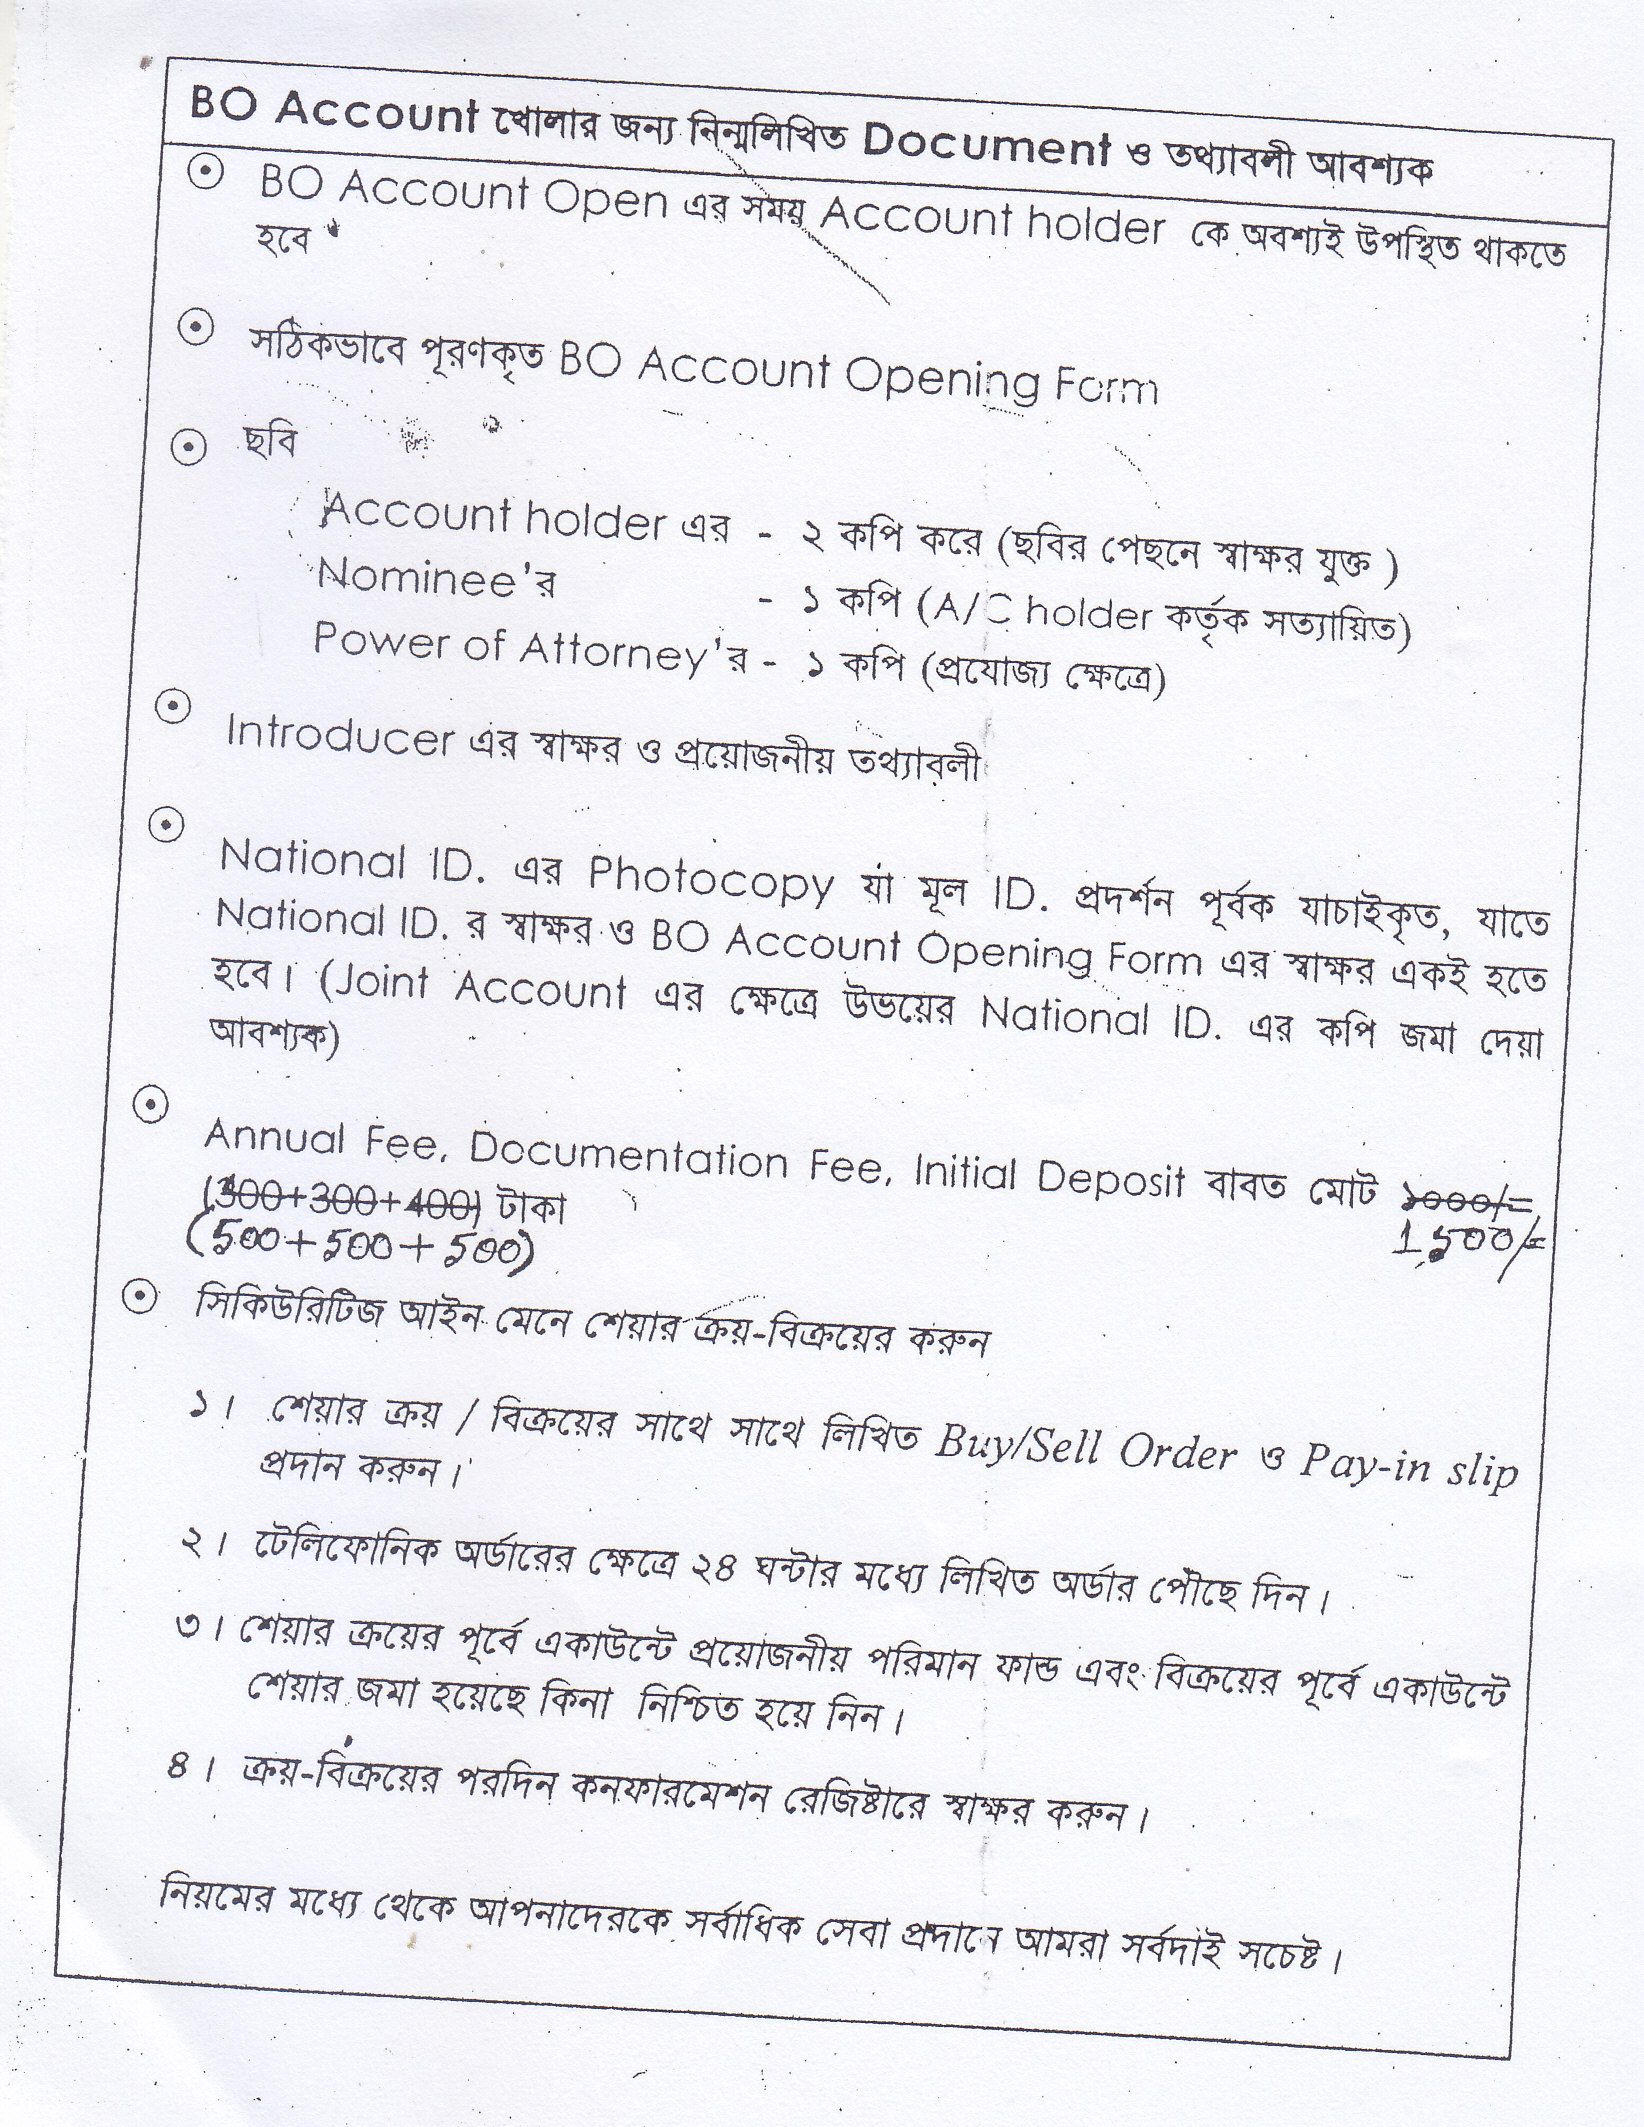 BO Account খোলার জন্য নিম্নলিখিত Document ও তথ্যাবলী আবশ্যক
BO Account Open এর সময় Account holder কে অবশ্যই উপস্থিত থাকতে
হবে
সঠিকভাবে পূরণকৃত BO Account Opening Form
ছবি
Account holder এর - ২ কপি করে (ছবির পেছনে স্বাক্ষর যুক্ত )
Nominee'র - ১ কপি (A/C holder কর্তৃক সত্যায়িত)
Power of Attorney'র - ১ কপি (প্রযোজ্য ক্ষেত্রে)
Introducer এর স্বাক্ষর ও প্রয়োজনীয় তথ্যাবলী
National ID. এর Photocopy যা মূল ID. প্রদর্শন পূর্বক যাচাইকৃত, যাতে
National ID. র স্বাক্ষর ও BO Account Opening Form এর স্বাক্ষর একই হতে
হবে। (Joint Account এর ক্ষেত্রে উভয়ের National ID. এর কপি জমা দেয়া
আবশ্যক)
Annual Fee, Documentation Fee, Initial Deposit বাবত মোট ১০০০/=
(300+300+400) টাকা
(500+500+500) 1500/=
সিকিউরিটিজ আইন মেনে শেয়ার ক্রয়-বিক্রয়ের করুন
১। শেয়ার ক্রয় / বিক্রয়ের সাথে সাথে লিখিত Buy/Sell Order ও Pay-in slip
প্রদান করুন।
২। টেলিফোনিক অর্ডারের ক্ষেত্রে ২৪ ঘন্টার মধ্যে লিখিত অর্ডার পৌঁছে দিন।
৩। শেয়ার ক্রয়ের পূর্বে একাউন্টে প্রয়োজনীয় পরিমান ফান্ড এবং বিক্রয়ের পূর্বে একাউন্টে
শেয়ার জমা হয়েছে কিনা নিশ্চিত হয়ে নিন।
৪। ক্রয়-বিক্রয়ের পরদিন কনফারমেশন রেজিষ্টারে স্বাক্ষর করুন।
নিয়মের মধ্যে থেকে আপনাদেরকে সর্বাধিক সেবা প্রদানে আমরা সর্বদাই সচেষ্ট।